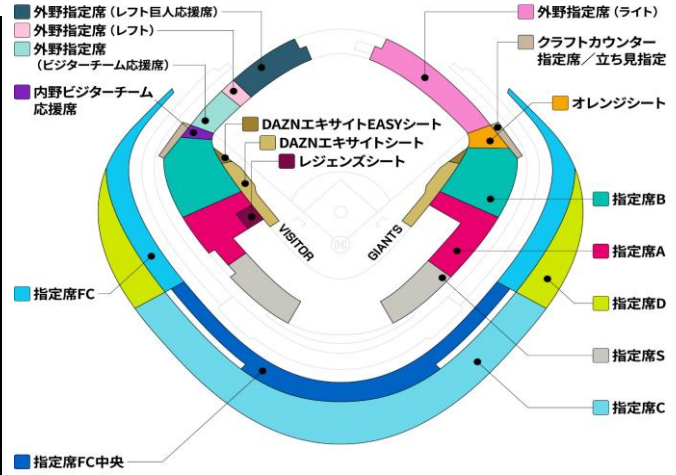 外野指定席（レフト巨人応援席）
外野指定席（レフト）
外野指定席
（ビジターチーム応援席）
内野ビジターチーム
応援席
外野指定席（ライト）
クラフトカウンター
指定席／立ち見指定
オレンジシート
DAZNエキサイトEASYシート
DAZNエキサイトシート
レジェンズシート
VISITOR
GIANTS
H
指定席B
指定席A
指定席D
指定席S
指定席C
指定席FC
指定席FC中央